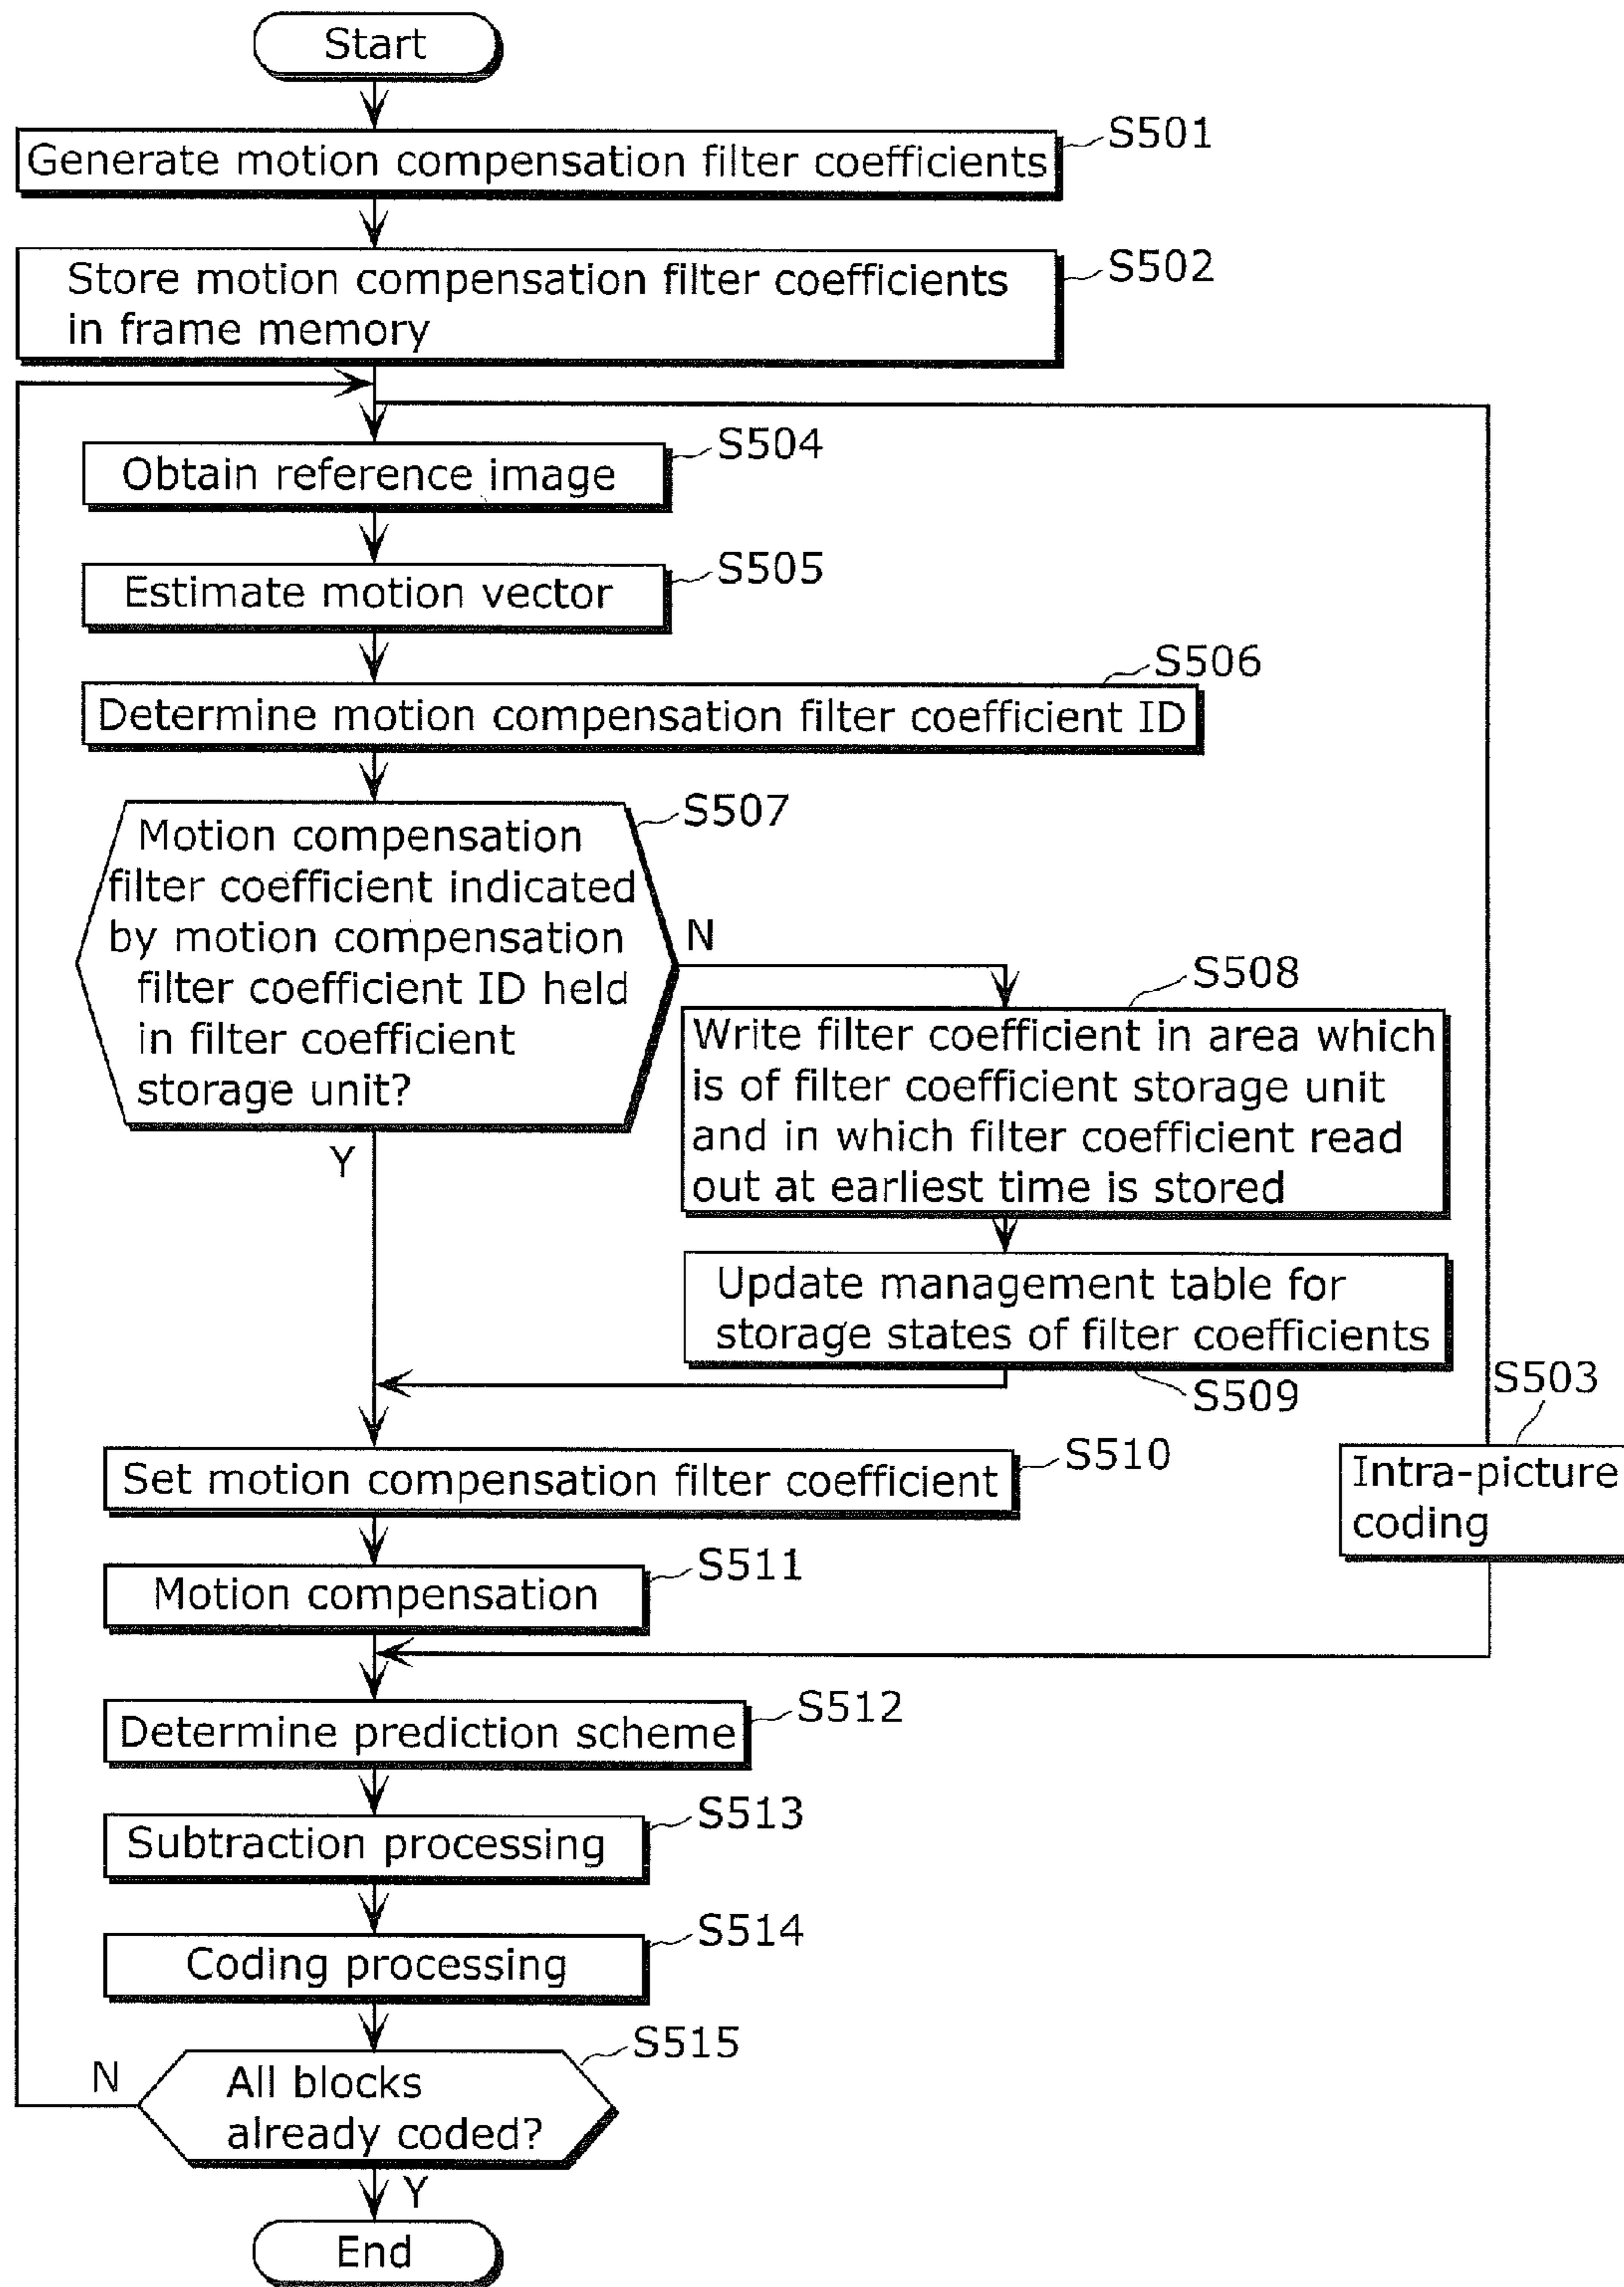 Start
S501
Generate motion compensation filter coefficients
S502
Store motion compensation filter coefficients
in frame memory
S504
Obtain reference image
S505
Estimate motion vector
S506
Determine motion compensation filter coefficient ID
S507
Motion compensation
filter coefficient indicated
by motion compensation
filter coefficient ID held
in filter coefficient
storage unit?
N
Y
S508
Write filter coefficient in area which
is of filter coefficient storage unit
and in which filter coefficient read
out at earliest time is stored
Update management table for
storage states of filter coefficients
S509
S503
Intra-picture
coding
S510
Set motion compensation filter coefficient
S511
Motion compensation
S512
Determine prediction scheme
S513
Subtraction processing
S514
Coding processing
S515
N
All blocks
already coded?
Y
End